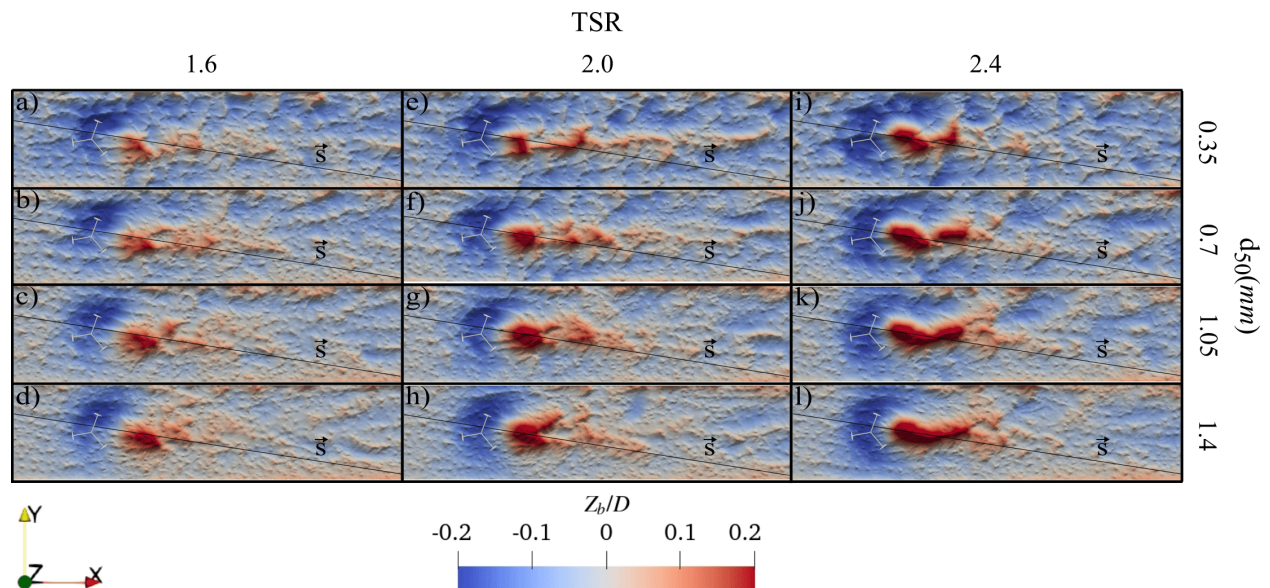 TSR
1.6 2.0 2.4
a) e) i) 0.35
s⃗ s⃗ s⃗
b) f) j) 0.7
s⃗ s⃗ s⃗
c) g) k) 1.05
s⃗ s⃗ s⃗
d) h) l) 1.4
s⃗ s⃗ s⃗
d50(mm)
Zb/D
-0.2 -0.1 0 0.1 0.2
Y
Z X